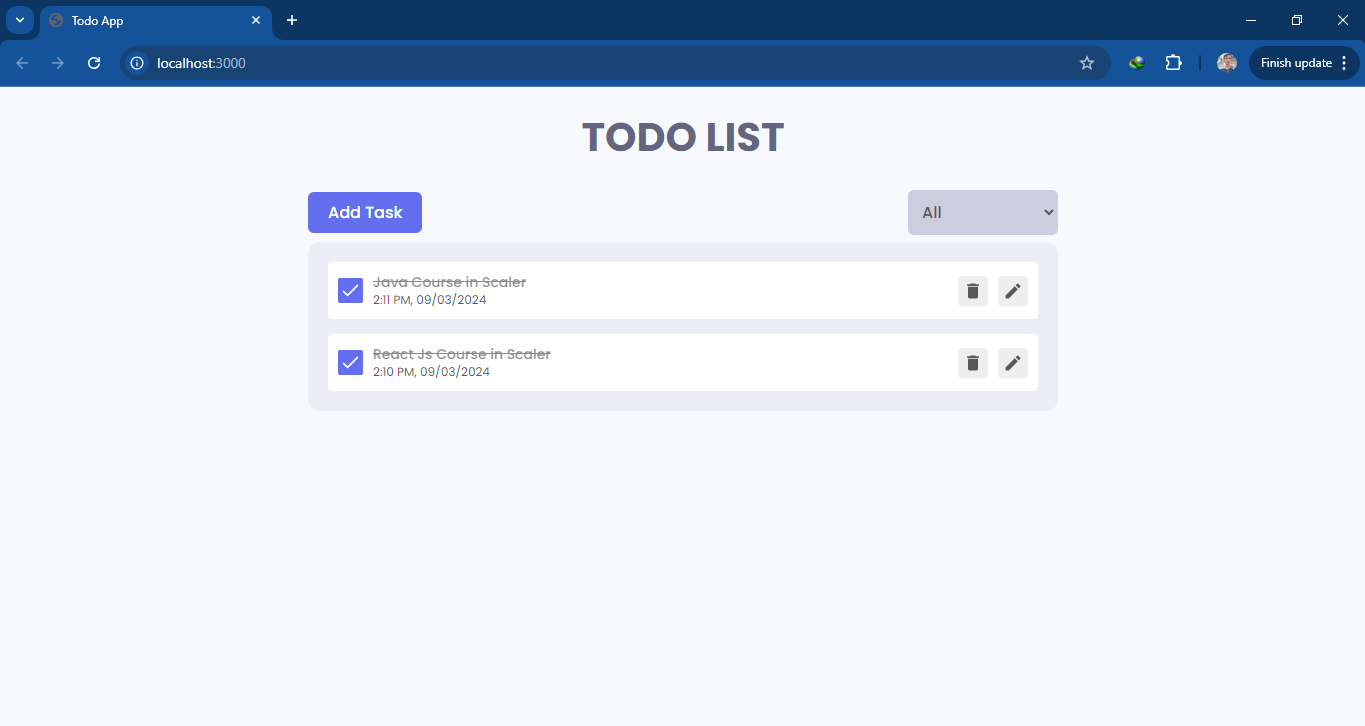 Todo App
localhost:3000
Finish update
TODO LIST
Add Task
All
Java Course in Scaler
2:11 PM, 09/03/2024
React Js Course in Scaler
2:10 PM, 09/03/2024